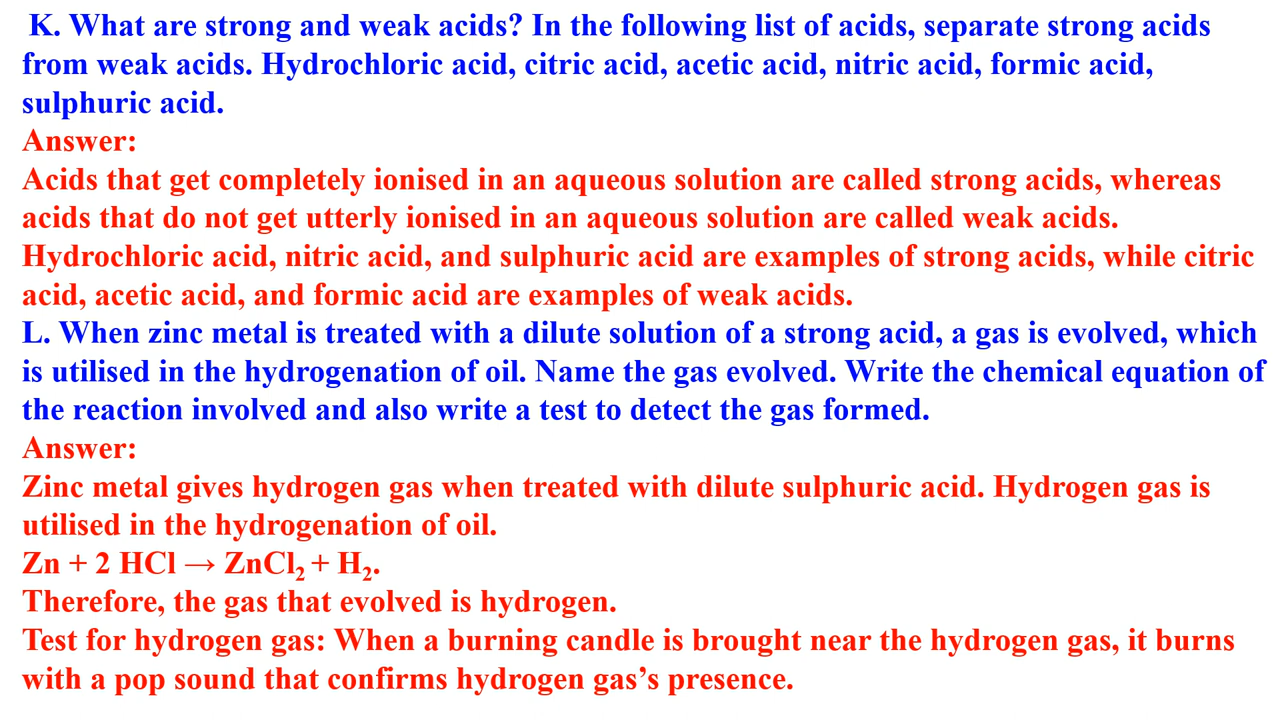 K. What are strong and weak acids? In the following list of acids, separate strong acids
from weak acids. Hydrochloric acid, citric acid, acetic acid, nitric acid, formic acid,
sulphuric acid.
Answer:
Acids that get completely ionised in an aqueous solution are called strong acids, whereas
acids that do not get utterly ionised in an aqueous solution are called weak acids.
Hydrochloric acid, nitric acid, and sulphuric acid are examples of strong acids, while citric
acid, acetic acid, and formic acid are examples of weak acids.
L. When zinc metal is treated with a dilute solution of a strong acid, a gas is evolved, which
is utilised in the hydrogenation of oil. Name the gas evolved. Write the chemical equation of
the reaction involved and also write a test to detect the gas formed.
Answer:
Zinc metal gives hydrogen gas when treated with dilute sulphuric acid. Hydrogen gas is
utilised in the hydrogenation of oil.
Zn + 2 HCl → ZnCl₂ + H₂.
Therefore, the gas that evolved is hydrogen.
Test for hydrogen gas: When a burning candle is brought near the hydrogen gas, it burns
with a pop sound that confirms hydrogen gas’s presence.